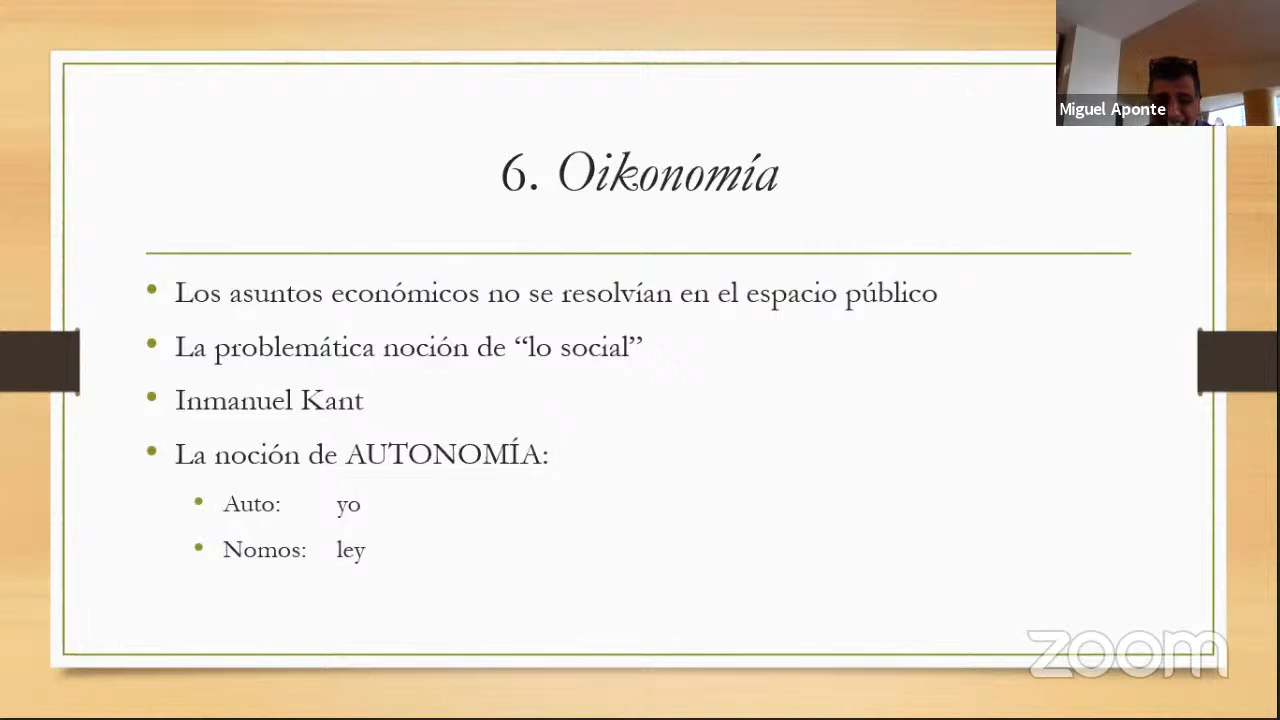 Miguel Aponte
6. Oikonomía
• Los asuntos económicos no se resolvían en el espacio público
• La problemática noción de “lo social”
• Inmanuel Kant
• La noción de AUTONOMÍA:
• Auto: yo
• Nomos: ley
zoom